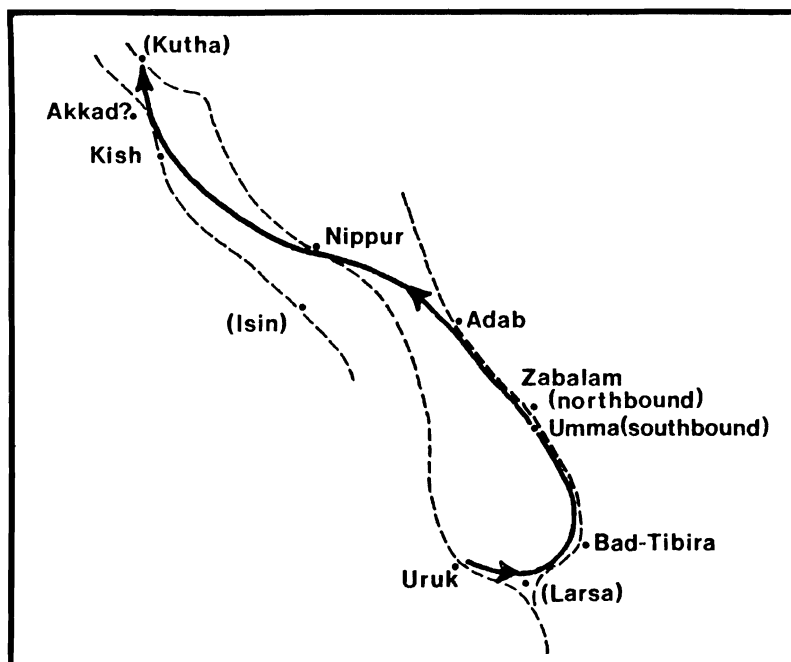 (Kutha)
Akkad?
Kish
Nippur
(Isin)
Adab
Zabalam
(northbound)
Umma(southbound)
Bad-Tibira
Uruk
(Larsa)